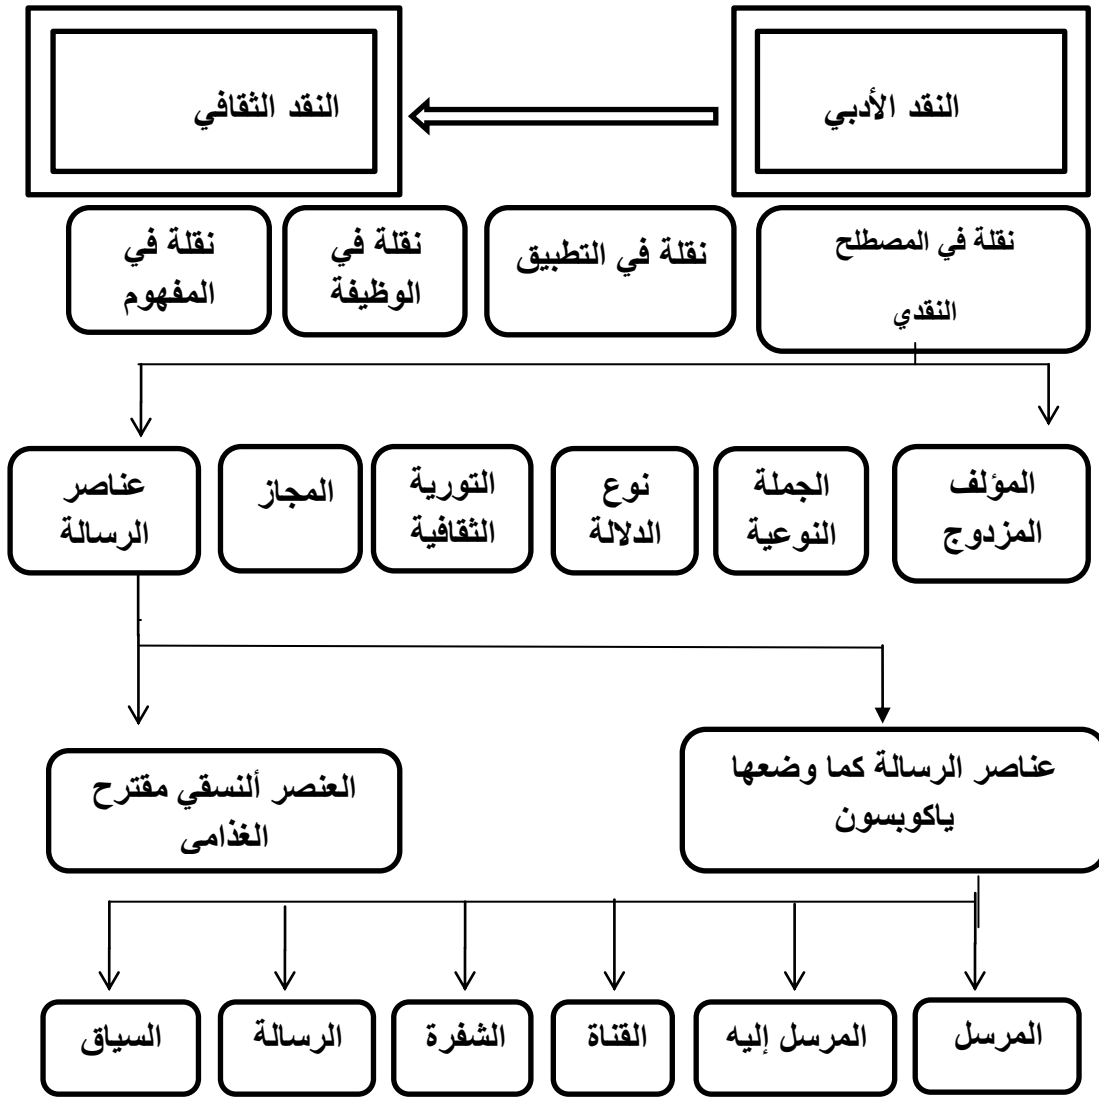 النقد الأدبي
النقد الثقافي
نقلة في المصطلح
النقدي
نقلة في التطبيق
نقلة في
الوظيفة
نقلة في
المفهوم
المؤلف
المزدوج
الجملة
النوعية
نوع
الدلالة
التورية
الثقافية
المجاز
عناصر
الرسالة
عناصر الرسالة كما وضعها
ياكوبسون
العنصر ألنسقي مقترح
الغذامى
المرسل
المرسل إليه
القناة
الشفرة
الرسالة
السياق